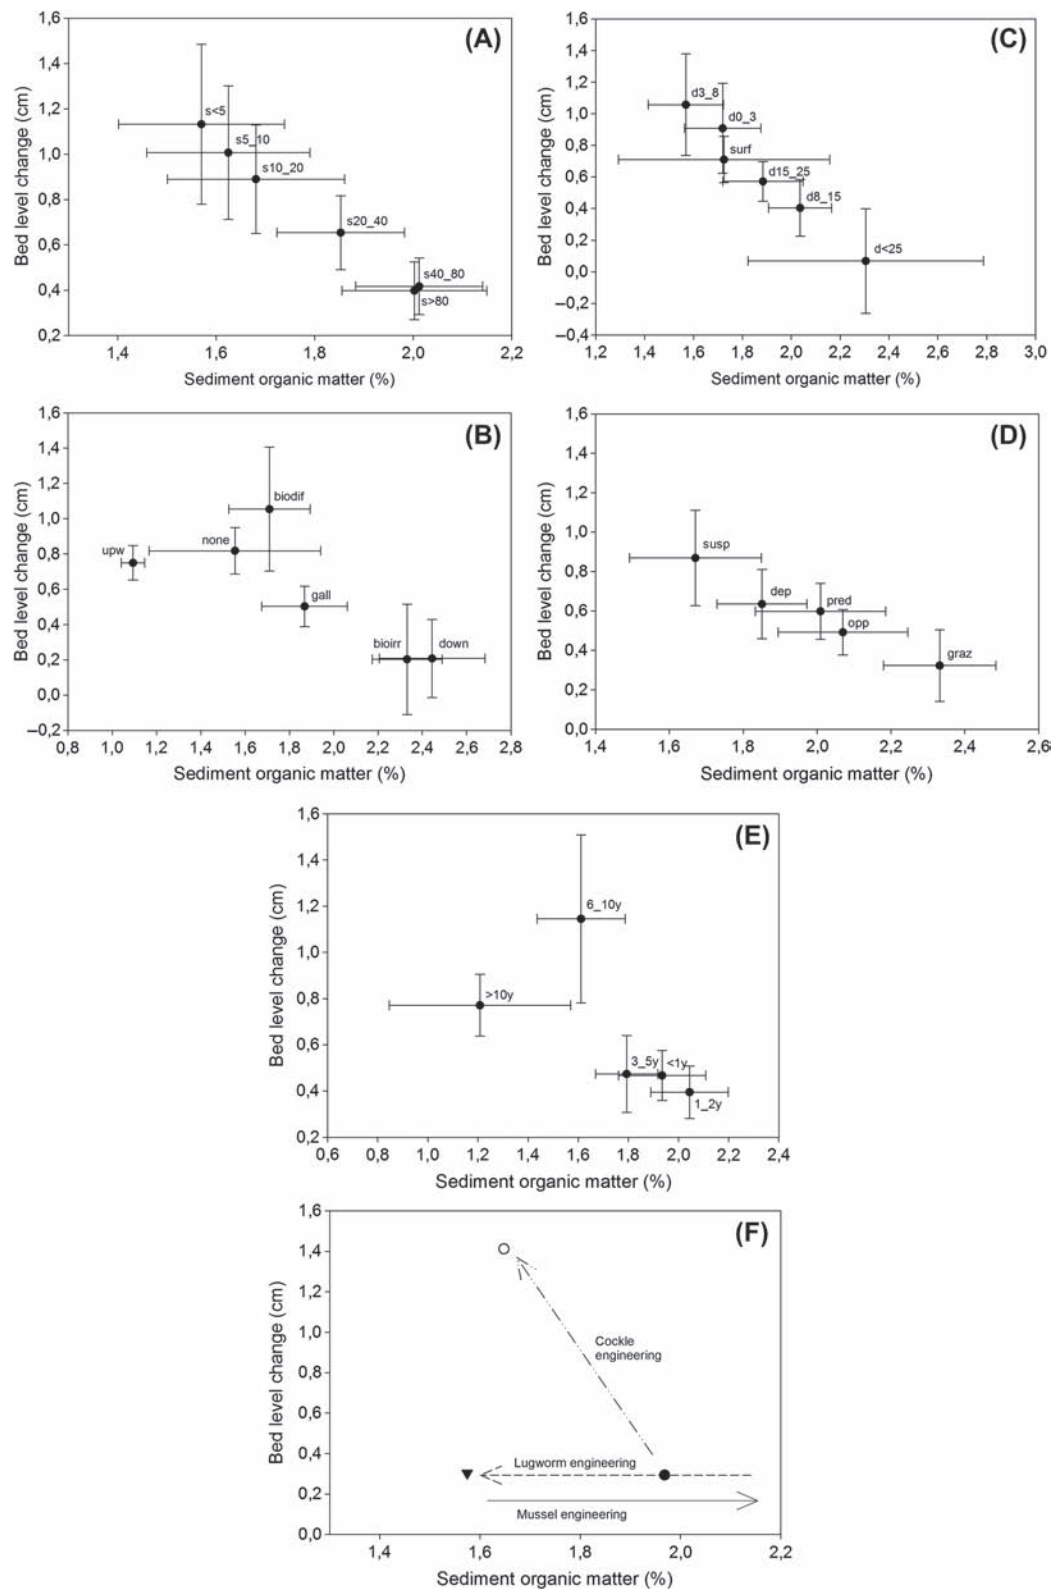 (A)
Bed level change (cm)
1,6
1,4
1,2
1,0
0,8
0,6
0,4
0,2
s<5
s5_10
s10_20
s20_40
s40_80
s>80
1,4
1,6
1,8
2,0
2,2
Sediment organic matter (%)
(C)
Bed level change (cm)
1,6
1,4
1,2
1,0
0,8
0,6
0,4
0,2
0,0
–0,2
–0,4
d3_8
d0_3
surf
d15_25
d8_15
d<25
1,2
1,4
1,6
1,8
2,0
2,2
2,4
2,6
2,8
3,0
Sediment organic matter (%)
(B)
Bed level change (cm)
1,6
1,4
1,2
1,0
0,8
0,6
0,4
0,2
0,0
–0,2
biodif
none
upw
gall
bioirr
down
0,8
1,0
1,2
1,4
1,6
1,8
2,0
2,2
2,4
2,6
2,8
Sediment organic matter (%)
(D)
Bed level change (cm)
1,6
1,4
1,2
1,0
0,8
0,6
0,4
0,2
0,0
susp
dep
pred
opp
graz
1,4
1,6
1,8
2,0
2,2
2,4
2,6
Sediment organic matter (%)
(E)
Bed level change (cm)
1,6
1,4
1,2
1,0
0,8
0,6
0,4
0,2
6_10y
>10y
3_5y
<1y
1_2y
0,6
0,8
1,0
1,2
1,4
1,6
1,8
2,0
2,2
2,4
Sediment organic matter (%)
(F)
Bed level change (cm)
1,6
1,4
1,2
1,0
0,8
0,6
0,4
0,2
0,0
Cockle
engineering
Lugworm engineering
Mussel engineering
1,4
1,6
1,8
2,0
2,2
Sediment organic matter (%)